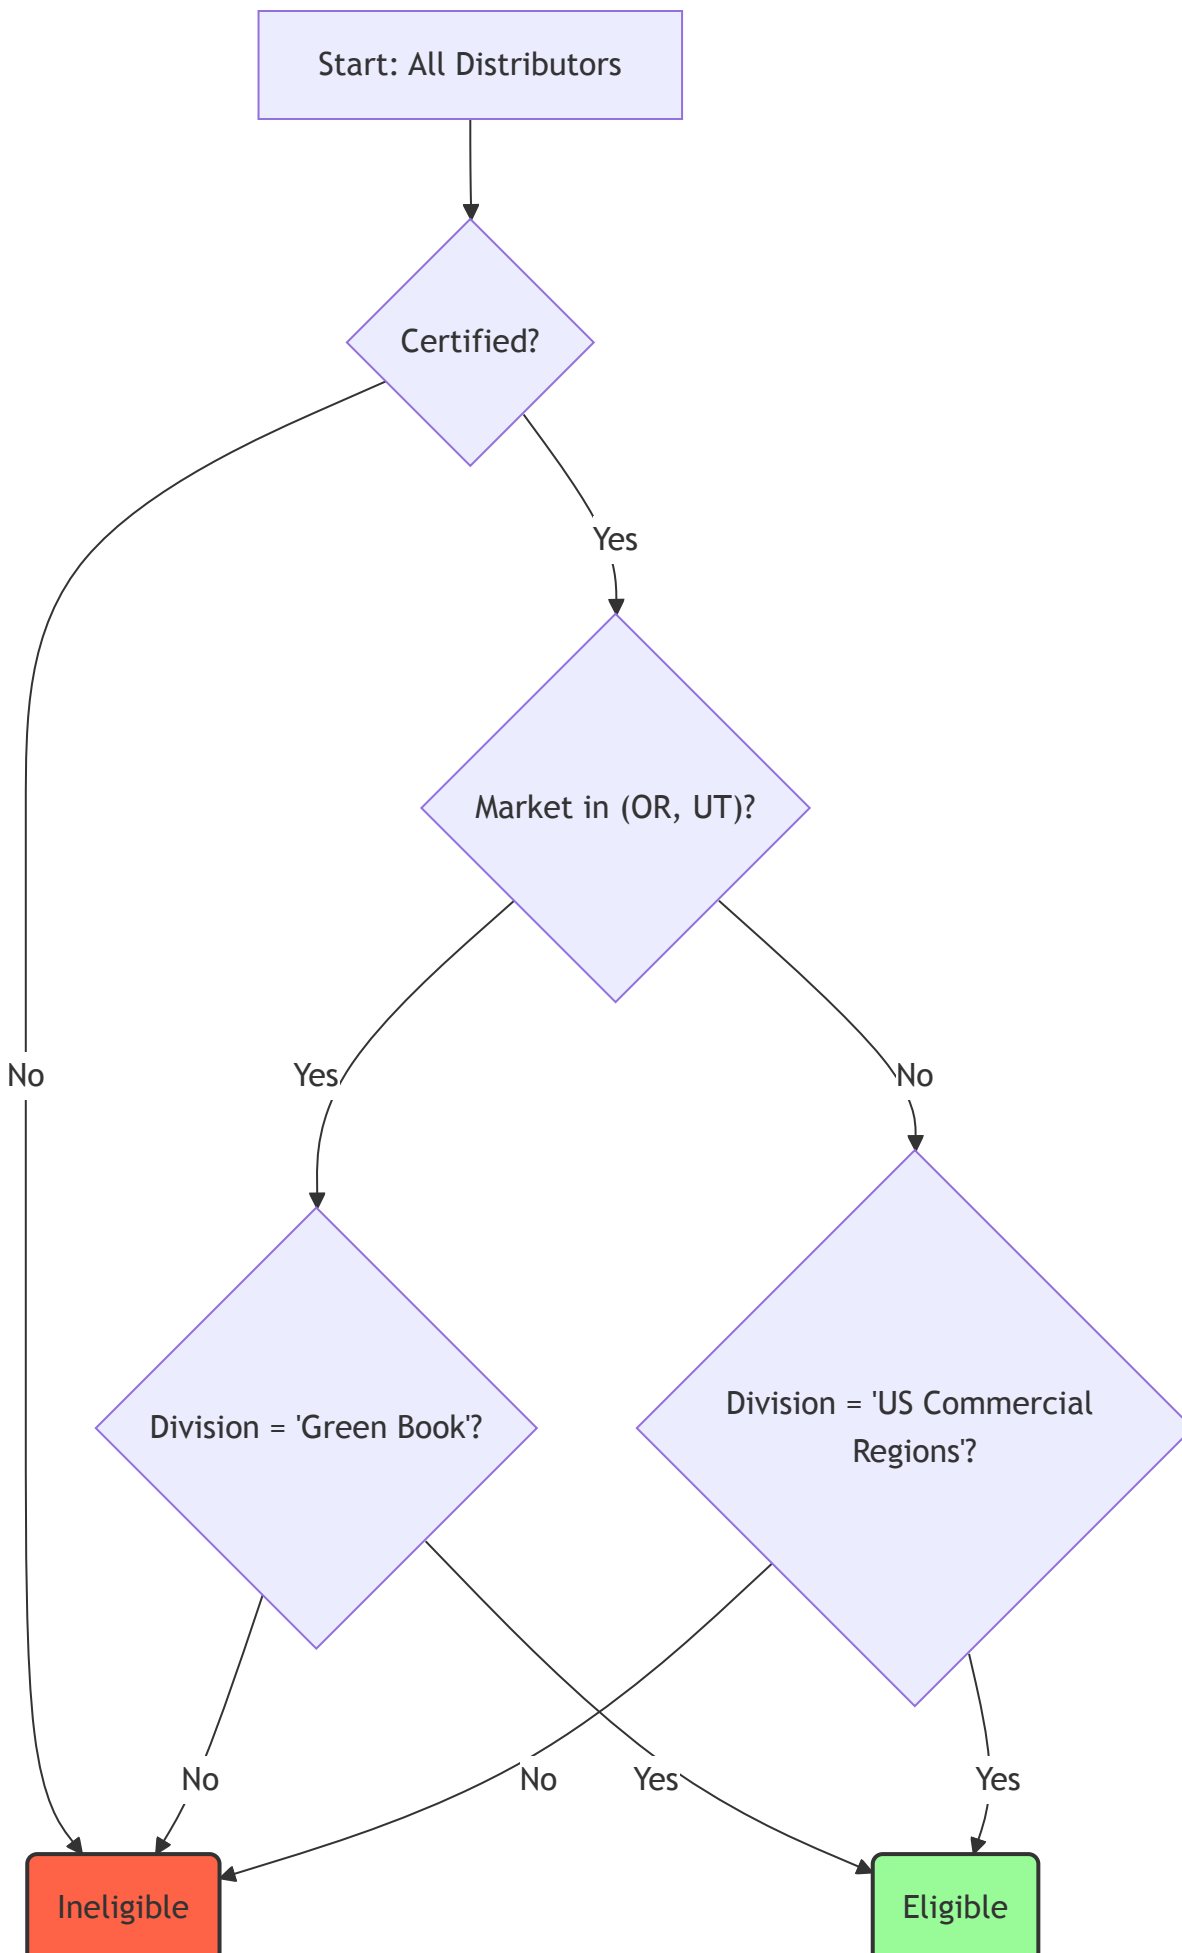 Start: All Distributors
Certified?
Yes
Market in (OR, UT)?
No
Yes
No
Division = 'Green Book'?
Division = 'US Commercial
Regions'?
No
No
Yes
Yes
Ineligible
Eligible